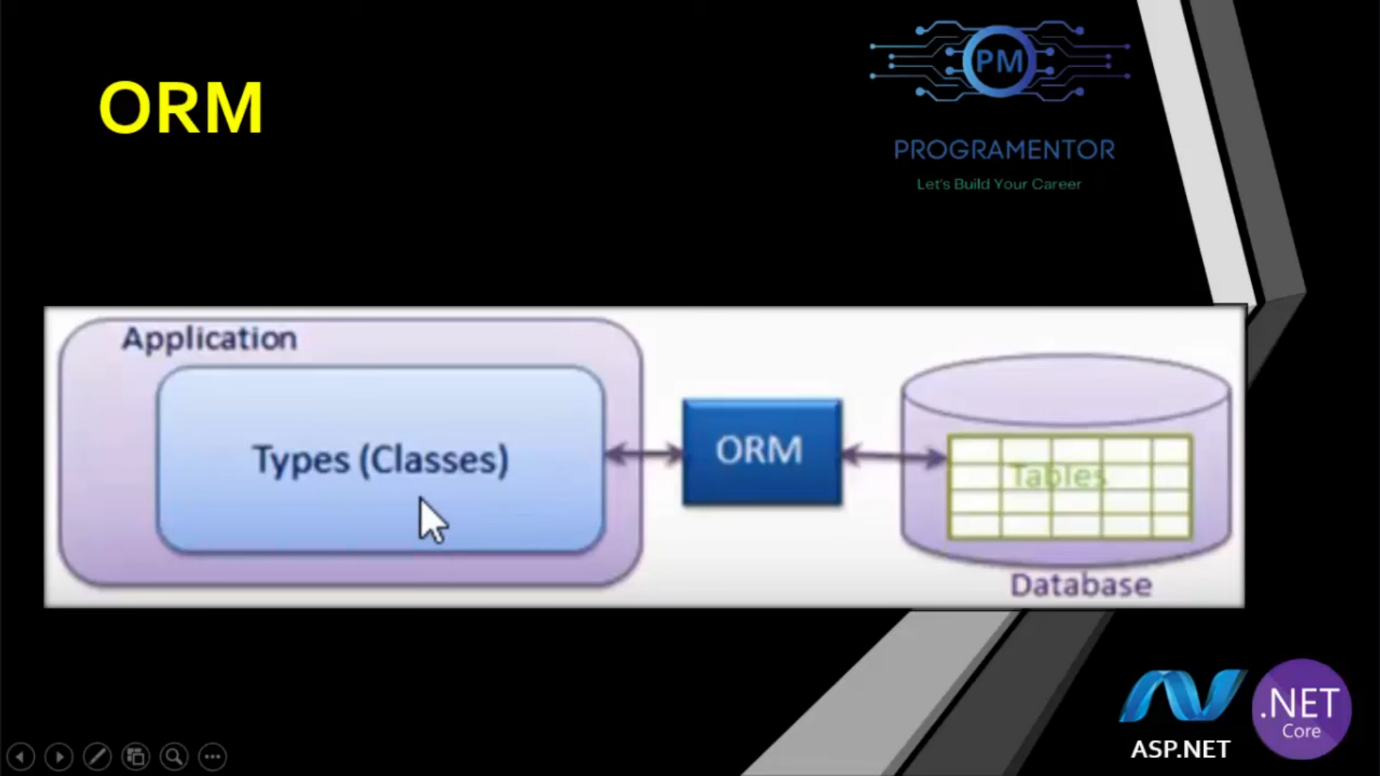 ORM
PM
PROGRAMENTOR
Let's Build Your Career
Application
Types (Classes)
ORM
Tables
Database
ASP.NET
.NET
Core